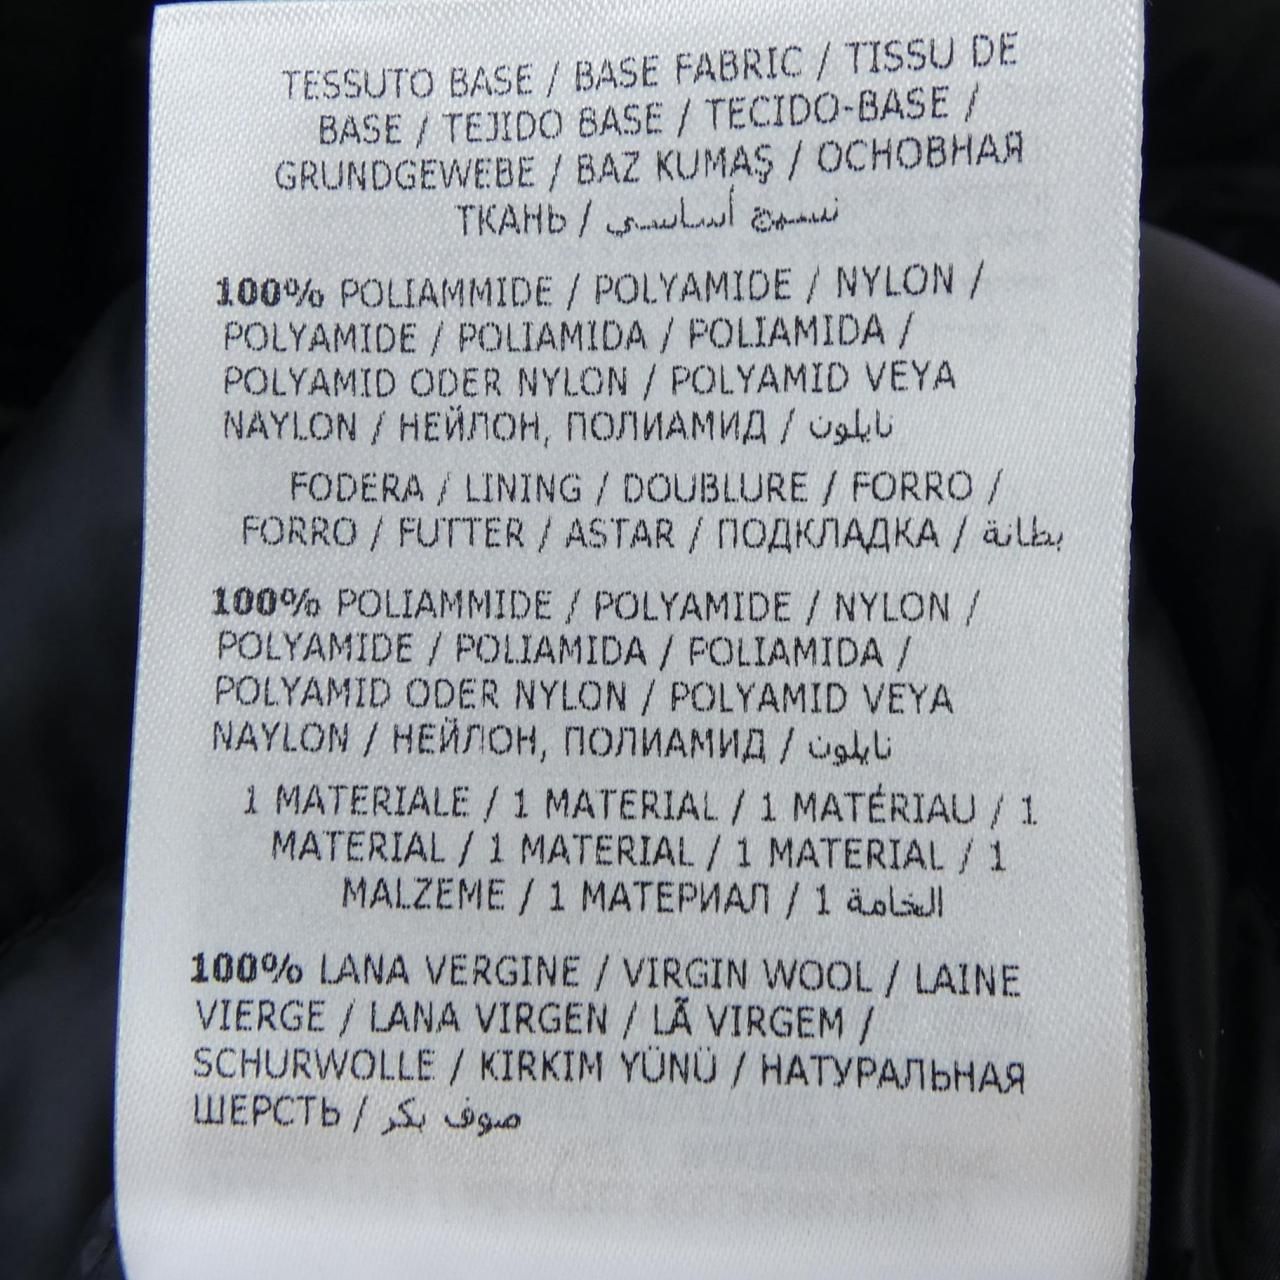 TESSUTO BASE / BASE FABRIC / TISSU DE
BASE / TEJIDO BASE / TECIDO-BASE /
GRUNDGEWEBE / BAZ KUMAŞ / ОСНОВНАЯ
ТКАНЬ / نسيج أساسي
100% POLIAMMIDE / POLYAMIDE / NYLON /
POLYAMIDE / POLIAMIDA / POLIAMIDA /
POLYAMID ODER NYLON / POLYAMID VEYA
NAYLON / НЕЙЛОН, ПОЛИАМИД / نايلون
FODERA / LINING / DOUBLURE / FORRO /
FORRO / FUTTER / ASTAR / ПОДКЛАДКА / بطانة
100% POLIAMMIDE / POLYAMIDE / NYLON /
POLYAMIDE / POLIAMIDA / POLIAMIDA /
POLYAMID ODER NYLON / POLYAMID VEYA
NAYLON / НЕЙЛОН, ПОЛИАМИД / نايلون
1 MATERIALE / 1 MATERIAL / 1 MATÉRIAU / 1
MATERIAL / 1 MATERIAL / 1 MATERIAL / 1
MALZEME / 1 МАТЕРИАЛ / 1 الخامة
100% LANA VERGINE / VIRGIN WOOL / LAINE
VIERGE / LANA VIRGEN / LÃ VIRGEM /
SCHURWOLLE / KIRKIM YÜNÜ / НАТУРАЛЬНАЯ
ШЕРСТЬ / صوف بكر